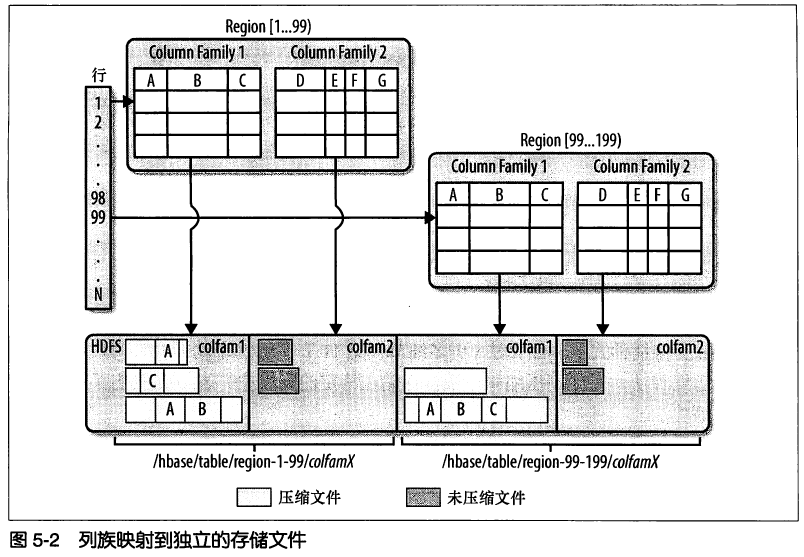 Region [1...99)
Column Family 1 Column Family 2
行
A B C D E F G
1
2
.
.
.
98
99
.
.
.
N
Region [99...199)
Column Family 1 Column Family 2
A B C D E F G
HDFS A colfam1 colfam2 colfam1 colfam2
C
A B A B C
/hbase/table/region-1-99/colfamX /hbase/table/region-99-199/colfamX
压缩文件 未压缩文件
图 5-2 列族映射到独立的存储文件